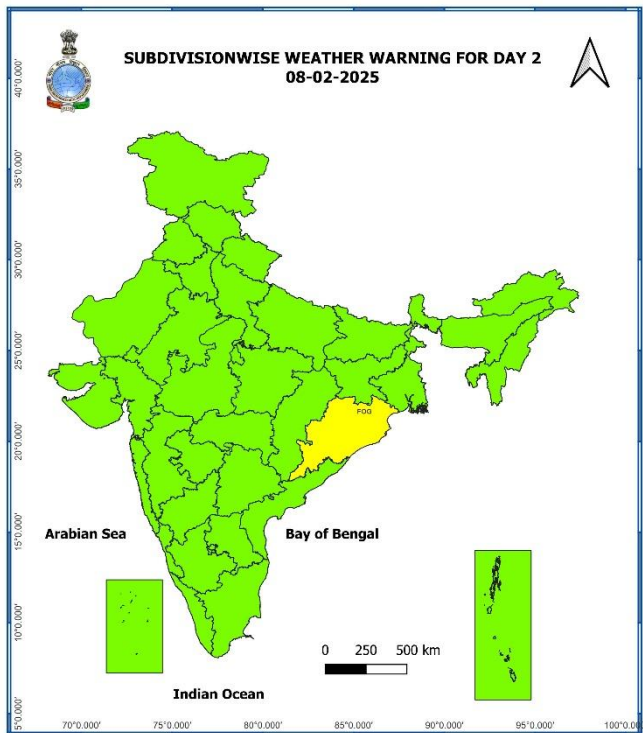 SUBDIVISIONWISE WEATHER WARNING FOR DAY 2
08-02-2025
40°0.000'
35°0.000'
30°0.000'
25°0.000'
20°0.000'
15°0.000'
10°0.000'
5°0.000'
FOG
Arabian Sea
Bay of Bengal
0 250 500 km
Indian Ocean
70°0.000' 75°0.000' 80°0.000' 85°0.000' 90°0.000' 95°0.000' 100°0.000'